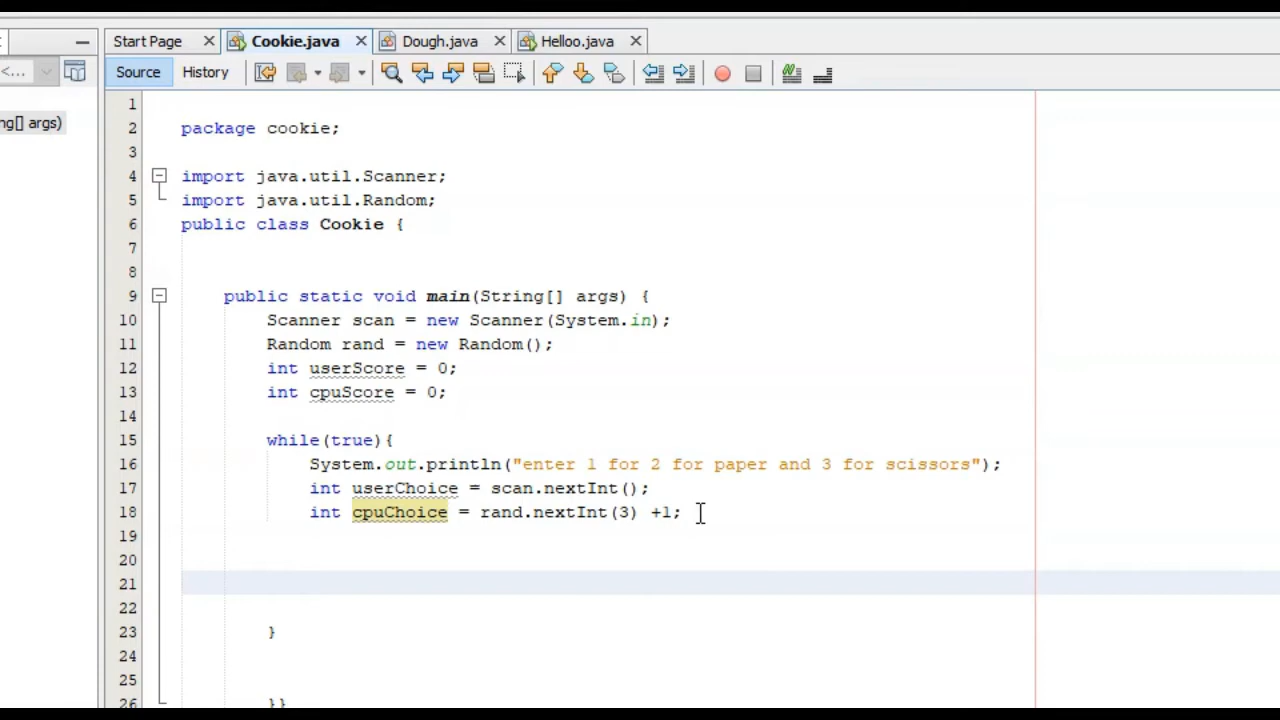 Start Page Cookie.java Dough.java Helloo.java
<... Source History
ng[] args)
1
2 package cookie;
3
4 import java.util.Scanner;
5 import java.util.Random;
6 public class Cookie {
7
8
9 public static void main(String[] args) {
10 Scanner scan = new Scanner(System.in);
11 Random rand = new Random();
12 int userScore = 0;
13 int cpuScore = 0;
14
15 while(true){
16 System.out.println("enter 1 for 2 for paper and 3 for scissors");
17 int userChoice = scan.nextInt();
18 int cpuChoice = rand.nextInt(3) +1;
19
20
21
22
23 }
24
25
26 }}